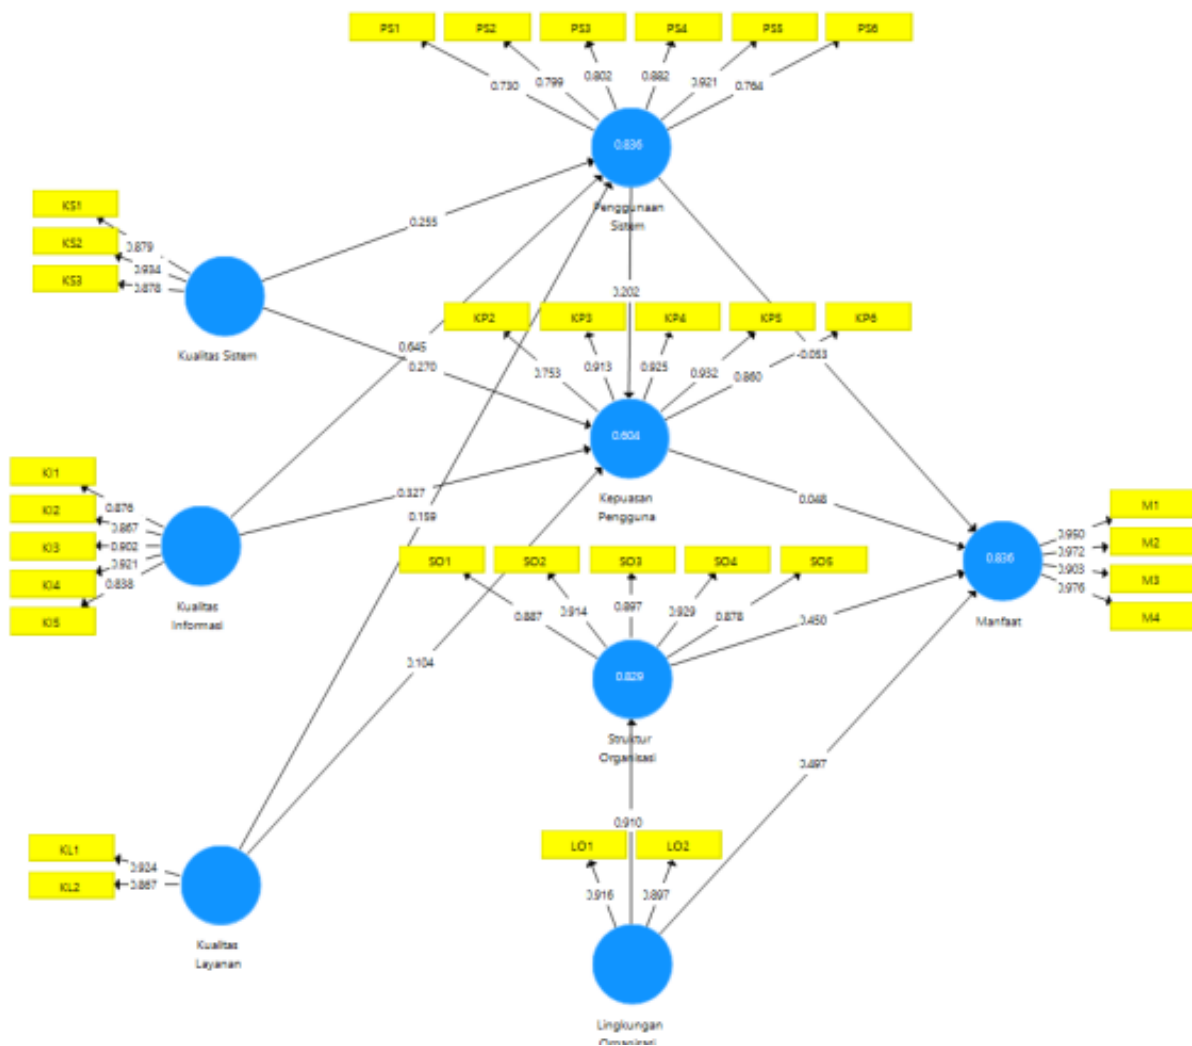 PS1 PS2 PS3 PS4 PS5 PS6
0.730 0.799 0.802 0.882 0.921 0.764
0.836
Penggunaan
Sistem
KS1
KS2
KS3
0.879
0.934
0.878
Kualitas Sistem
0.255
0.645
0.270
0.202
KP2 KP3 KP4 KP5 KP6
0.753 0.913 0.925 0.932 0.860
-0.053
0.604
Kepuasan
Pengguna
KI1
KI2
KI3
KI4
KI5
0.876
0.867
0.902
0.921
0.838
Kualitas
Informasi
0.327
0.159
0.048
SO1 SO2 SO3 SO4 SO5
0.887 0.914 0.897 0.929 0.878
0.829
Struktur
Organisasi
0.450
M1
M2
M3
M4
0.950
0.972
0.903
0.976
0.836
Manfaat
0.104
0.497
KL1
KL2
0.924
0.867
Kualitas
Layanan
0.910
LO1 LO2
0.916 0.897
Lingkungan
Organisasi